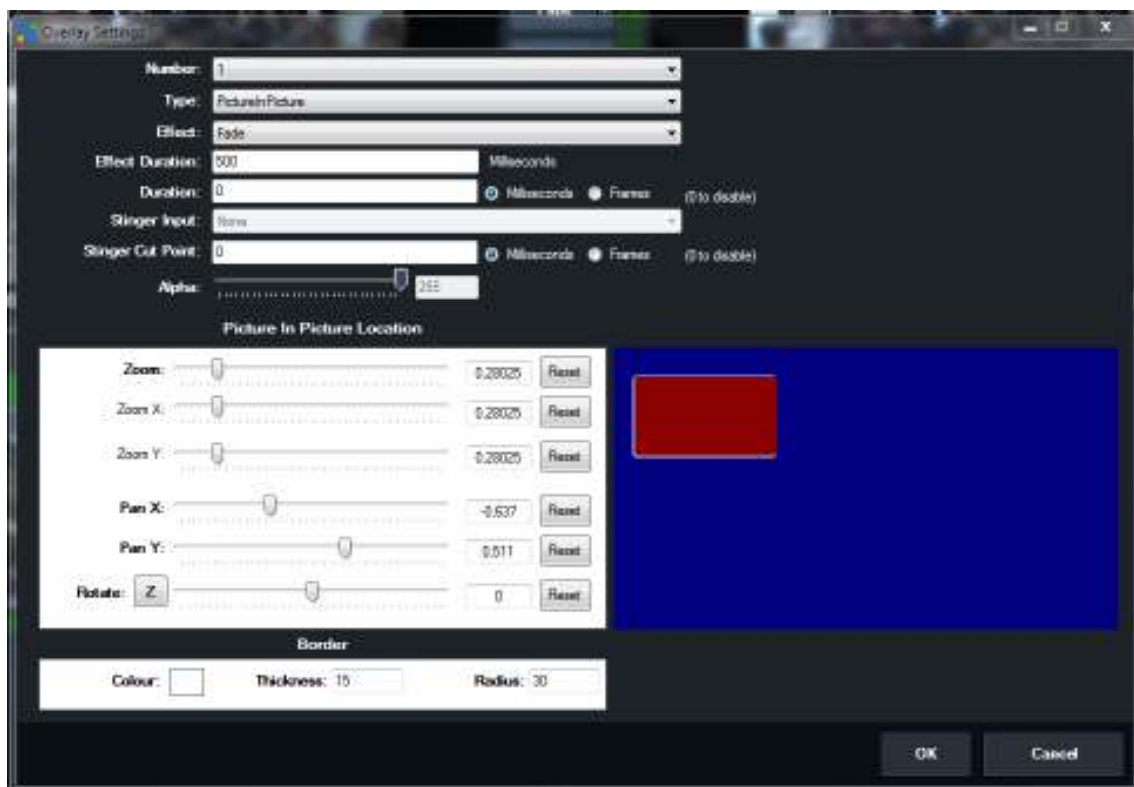 Overlay Settings
Number: 1
Type: PictureInPicture
Effect: Fade
Effect Duration: 500 Milliseconds
Duration: 0 Milliseconds Frames (0 to disable)
Stinger Input: None
Stinger Cut Point: 0 Milliseconds Frames (0 to disable)
Alpha: 255
Picture In Picture Location
Zoom: 0.28025 Reset
Zoom X: 0.28025 Reset
Zoom Y: 0.28025 Reset
Pan X: -0.637 Reset
Pan Y: 0.511 Reset
Rotate: Z 0 Reset
Border
Colour: Thickness: 15 Radius: 30
OK Cancel